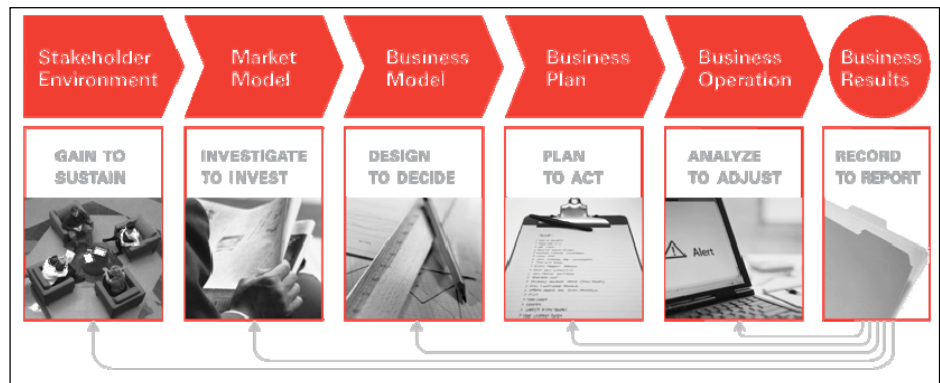 Stakeholder
Environment
Market
Model
Business
Model
Business
Plan
Business
Operation
Business
Results
GAIN TO
SUSTAIN
INVESTIGATE
TO INVEST
DESIGN
TO DECIDE
PLAN
TO ACT
ANALYZE
TO ADJUST
RECORD
TO REPORT
Alert